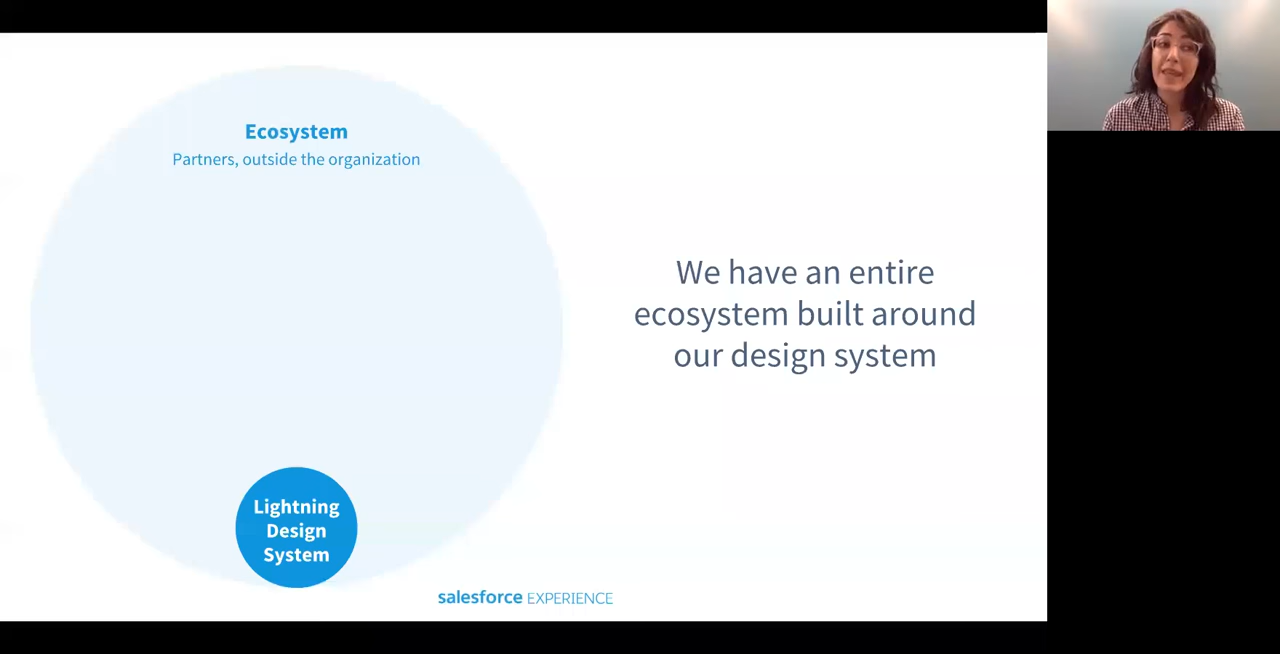 Ecosystem
Partners, outside the organization
We have an entire
ecosystem built around
our design system
Lightning
Design
System
salesforce EXPERIENCE